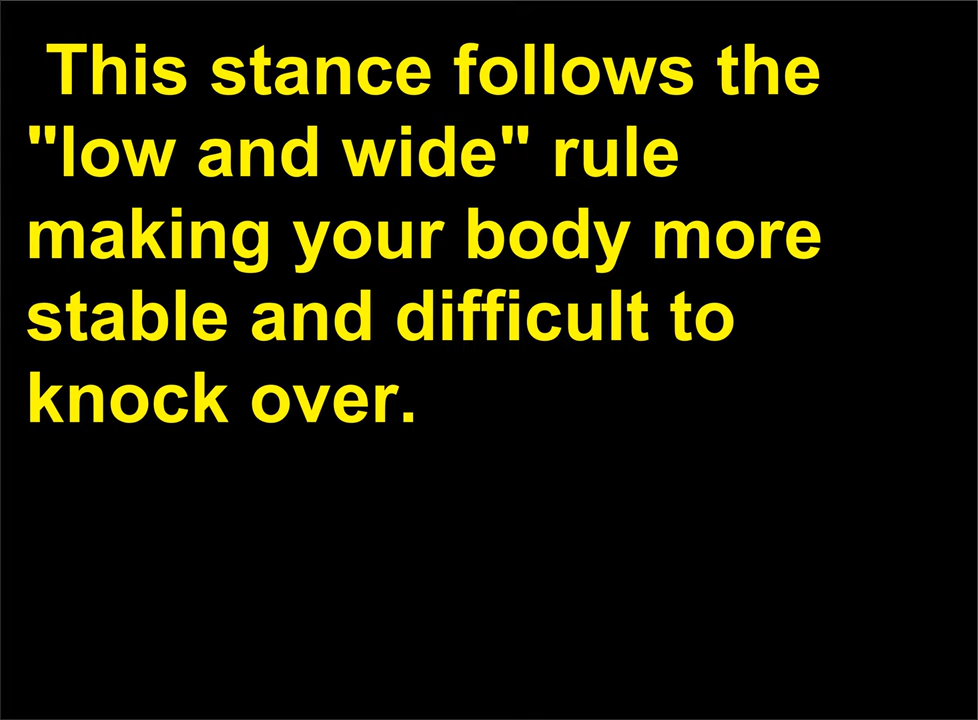 This stance follows the
"low and wide" rule
making your body more
stable and difficult to
knock over.